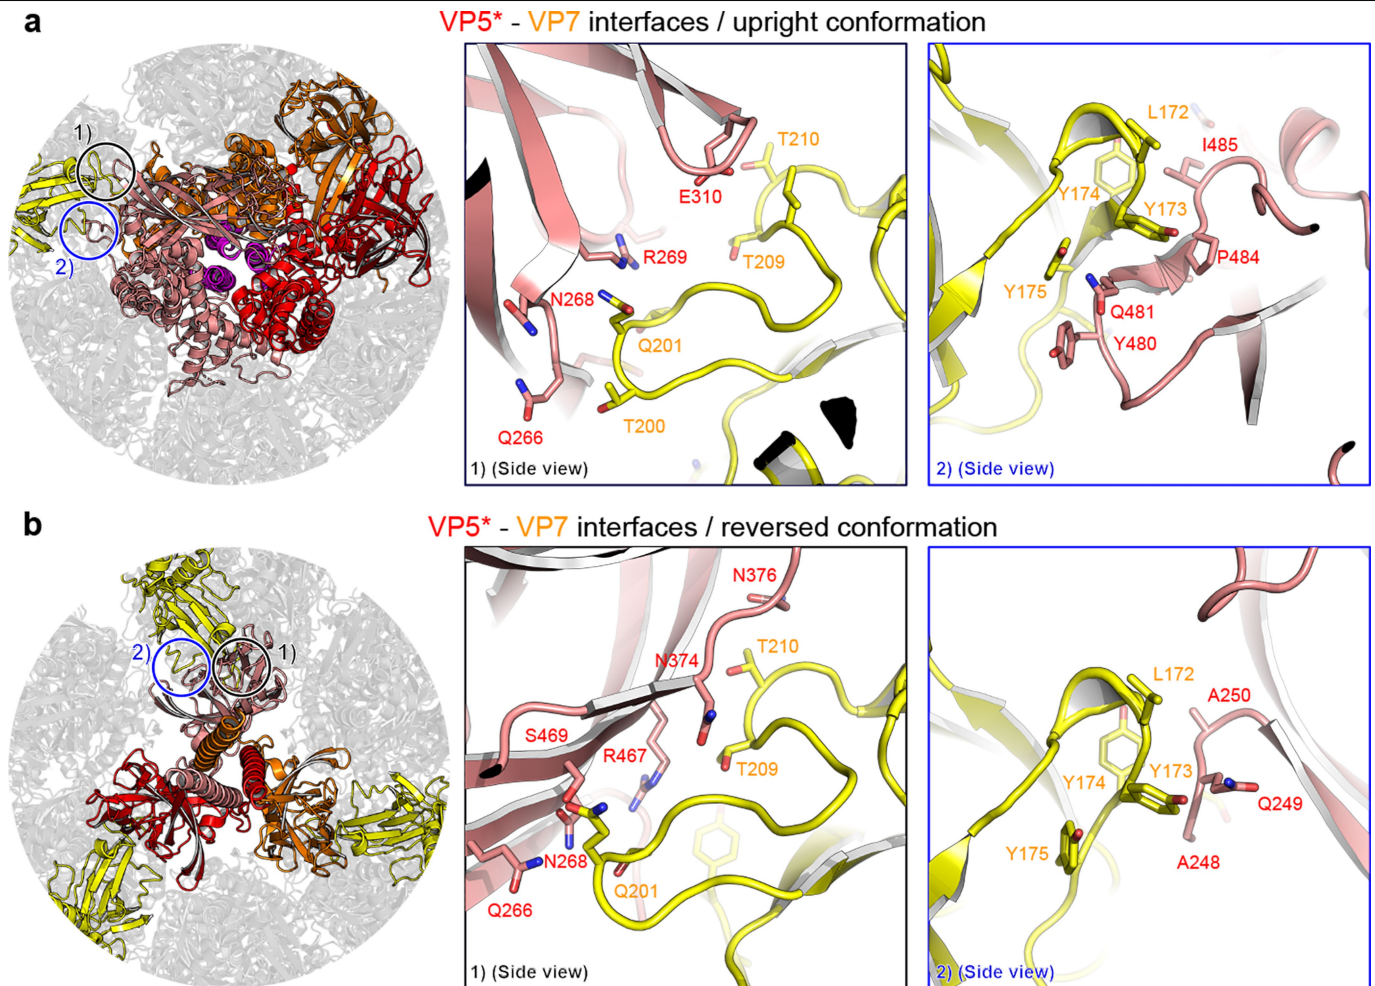 a
VP5* - VP7 interfaces / upright conformation
1)
2)
T210
E310
R269
T209
N268
Q201
Q266
T200
1) (Side view)
L172
I485
Y174
Y173
P484
Y175
Q481
Y480
2) (Side view)
b
VP5* - VP7 interfaces / reversed conformation
2)
1)
N376
T210
N374
S469
R467
T209
N268
Q201
Q266
1) (Side view)
L172
A250
Y174
Y173
Q249
Y175
A248
2) (Side view)